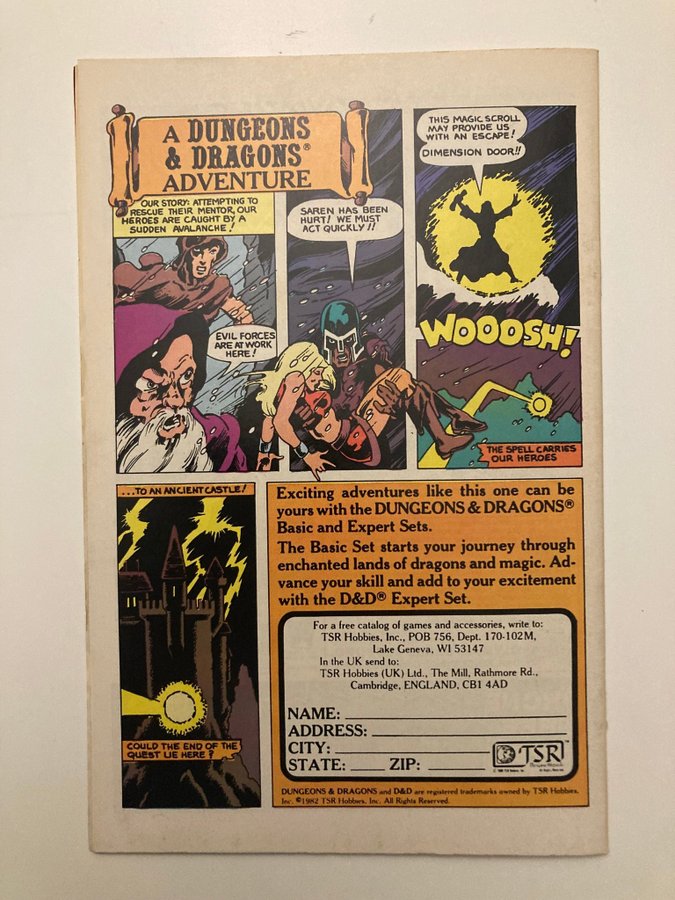 A DUNGEONS
& DRAGONS®
ADVENTURE
OUR STORY: ATTEMPTING TO
RESCUE THEIR MENTOR, OUR
HEROES ARE CAUGHT BY A
SUDDEN AVALANCHE!
EVIL FORCES
ARE AT WORK
HERE!
SAREN HAS BEEN
HURT! WE MUST
ACT QUICKLY!!
THIS MAGIC SCROLL
MAY PROVIDE US
WITH AN ESCAPE!
DIMENSION DOOR!!
WOOOSH!
THE SPELL CARRIES
OUR HEROES
...TO AN ANCIENT CASTLE!
COULD THE END OF THE
QUEST LIE HERE?
Exciting adventures like this one can be
yours with the DUNGEONS & DRAGONS®
Basic and Expert Sets.
The Basic Set starts your journey through
enchanted lands of dragons and magic. Ad-
vance your skill and add to your excitement
with the D&D® Expert Set.
For a free catalog of games and accessories, write to:
TSR Hobbies, Inc., POB 756, Dept. 170-102M,
Lake Geneva, WI 53147
In the UK send to:
TSR Hobbies (UK) Ltd., The Mill, Rathmore Rd.,
Cambridge, ENGLAND, CB1 4AD
NAME:
ADDRESS:
CITY:
STATE: ZIP:
TSR
DUNGEONS & DRAGONS and D&D are registered trademarks owned by TSR Hobbies,
Inc. ©1982 TSR Hobbies, Inc. All Rights Reserved.